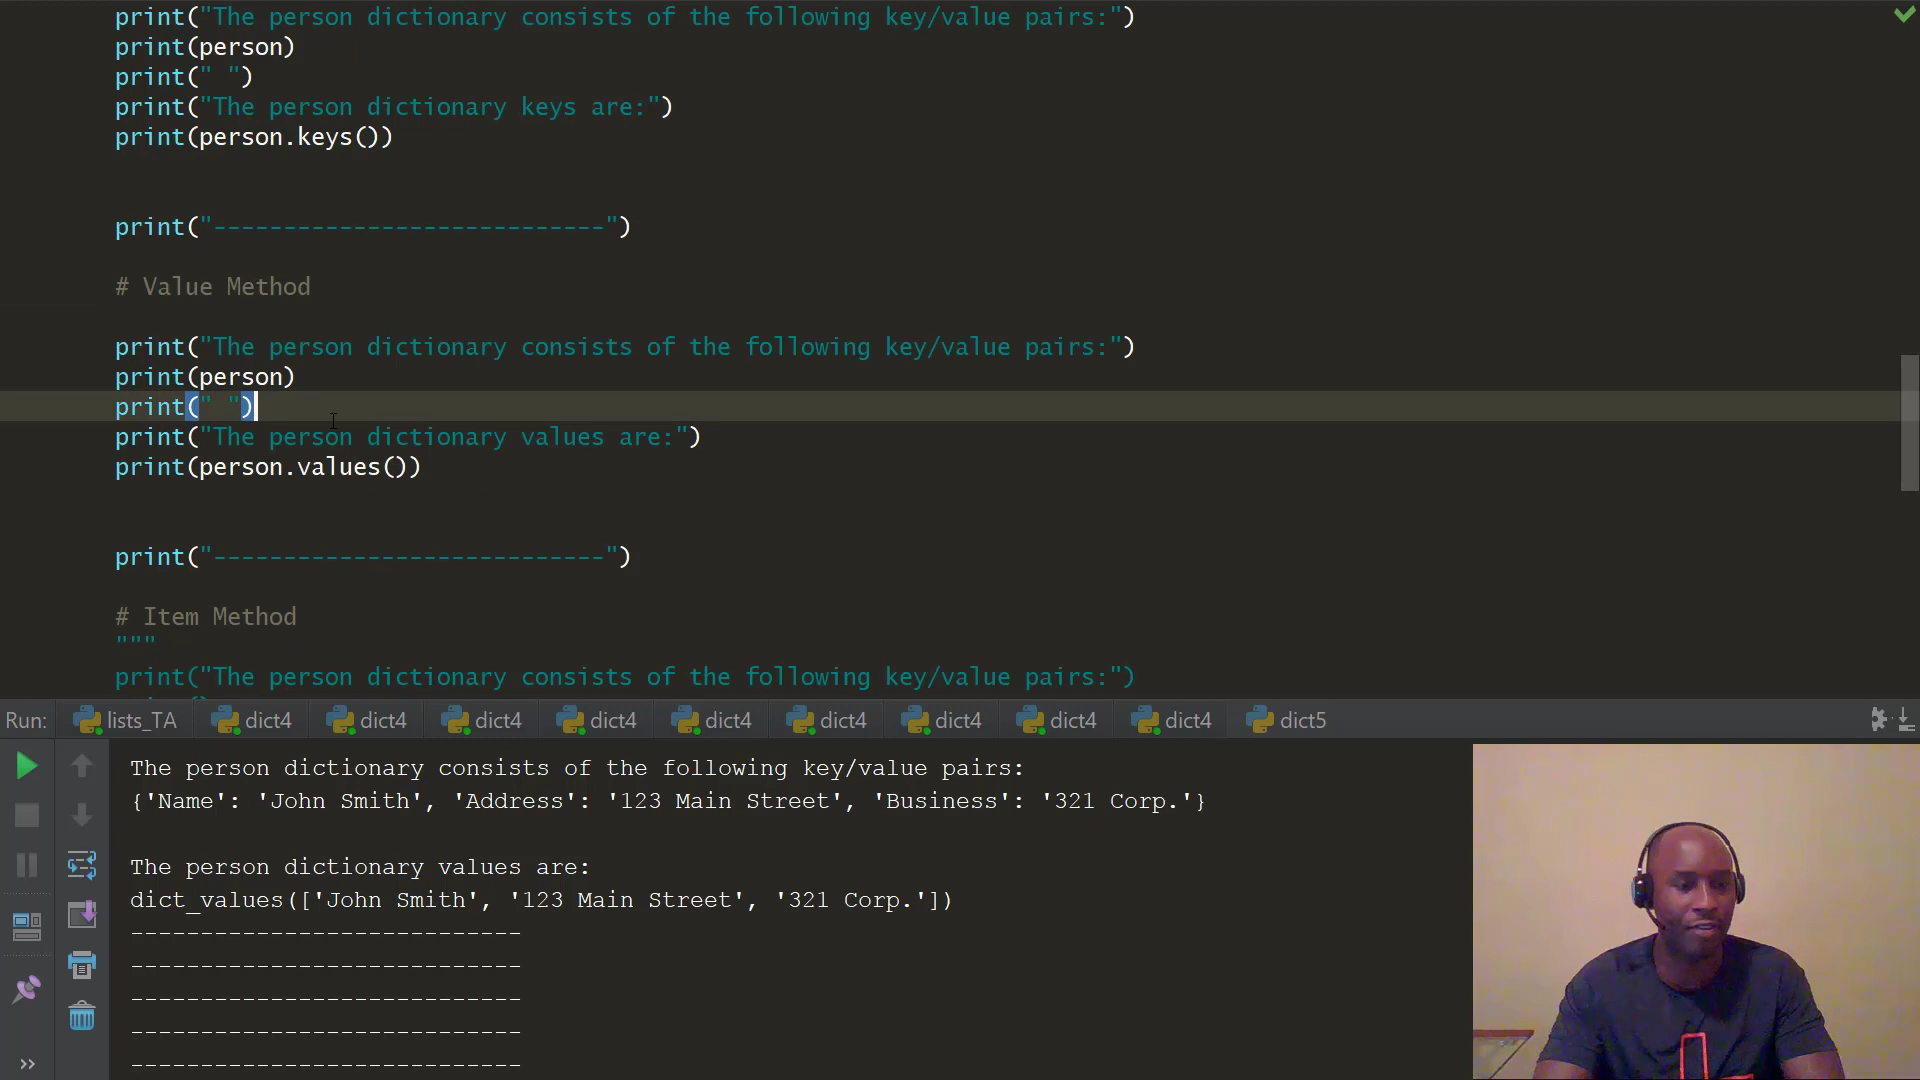 print("The person dictionary consists of the following key/value pairs:")
print(person)
print(" ")
print("The person dictionary keys are:")
print(person.keys())
print("----------------------------")
# Value Method
print("The person dictionary consists of the following key/value pairs:")
print(person)
print(" ")
print("The person dictionary values are:")
print(person.values())
print("----------------------------")
# Item Method
"""
print("The person dictionary consists of the following key/value pairs:")
Run: lists_TA dict4 dict4 dict4 dict4 dict4 dict4 dict4 dict4 dict4 dict5
The person dictionary consists of the following key/value pairs:
{'Name': 'John Smith', 'Address': '123 Main Street', 'Business': '321 Corp.'}
The person dictionary values are:
dict_values(['John Smith', '123 Main Street', '321 Corp.'])
----------------------------
----------------------------
----------------------------
----------------------------
----------------------------